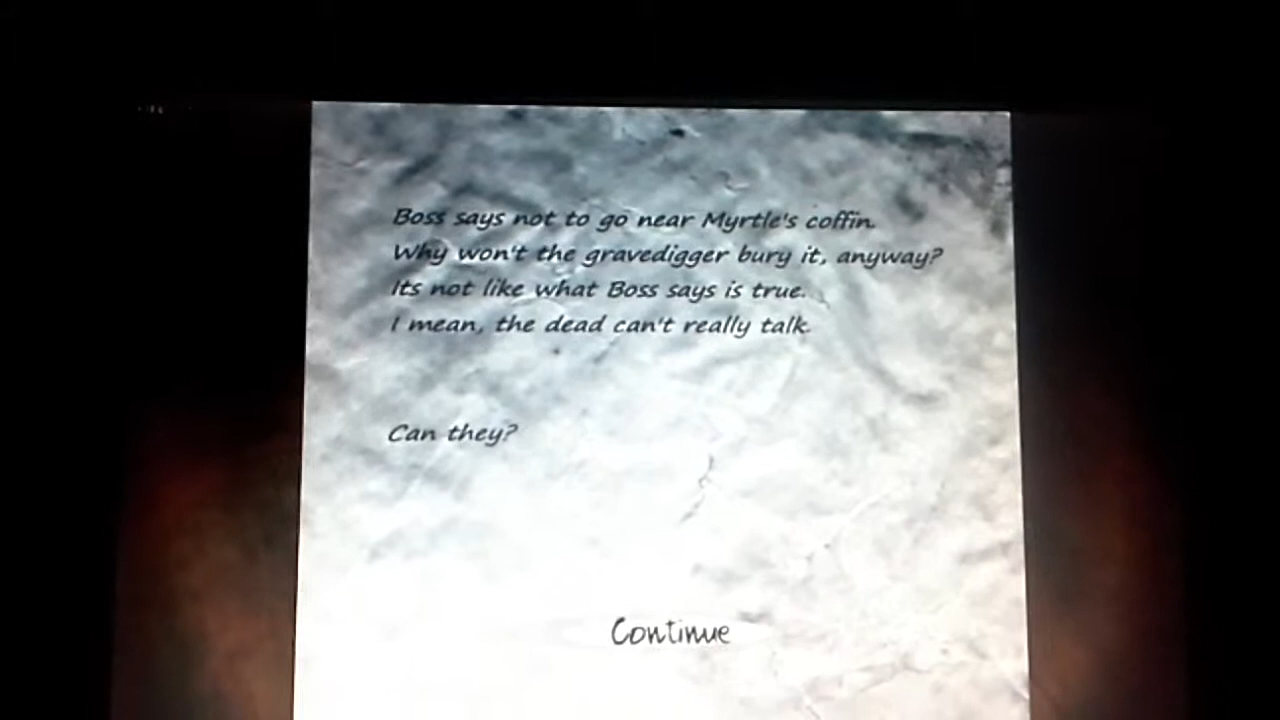 Boss says not to go near Myrtle's coffin.
Why won't the gravedigger bury it, anyway?
Its not like what Boss says is true.
I mean, the dead can't really talk.
Can they?
Continue